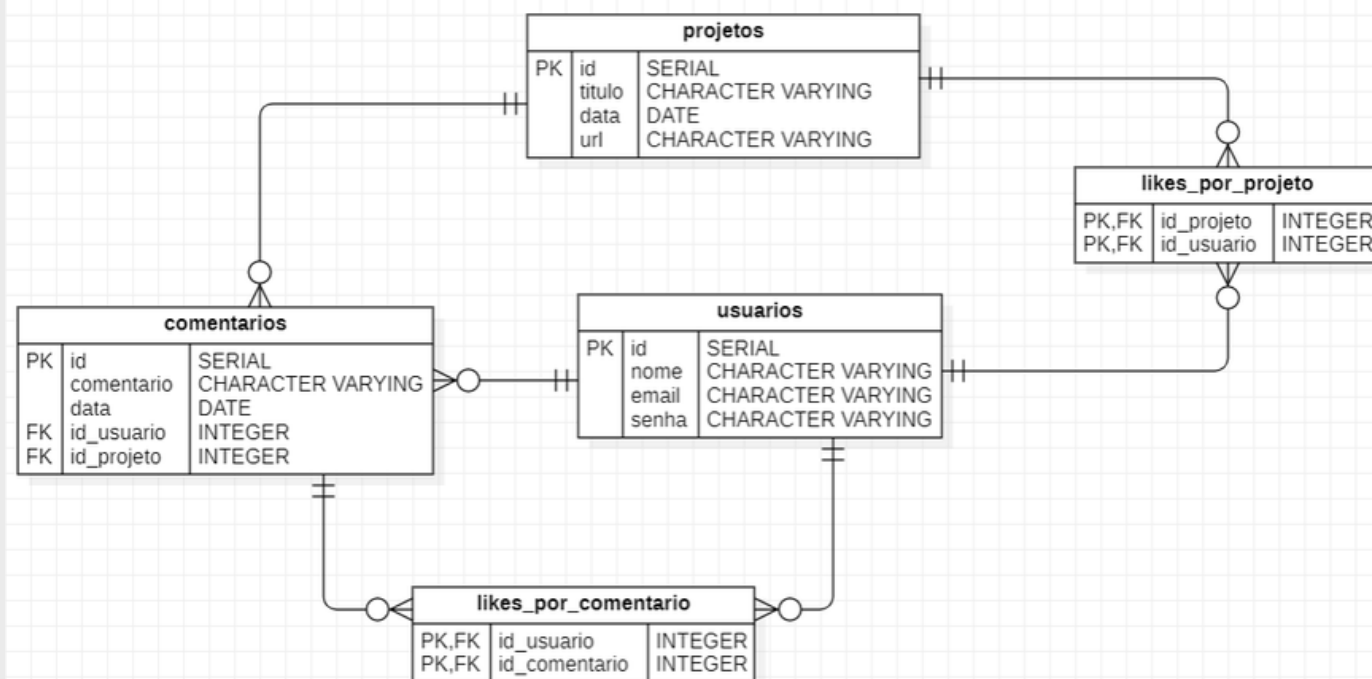 projetos
PK id SERIAL
titulo CHARACTER VARYING
data DATE
url CHARACTER VARYING
likes_por_projeto
PK,FK id_projeto INTEGER
PK,FK id_usuario INTEGER
comentarios
PK id SERIAL
comentario CHARACTER VARYING
data DATE
FK id_usuario INTEGER
FK id_projeto INTEGER
usuarios
PK id SERIAL
nome CHARACTER VARYING
email CHARACTER VARYING
senha CHARACTER VARYING
likes_por_comentario
PK,FK id_usuario INTEGER
PK,FK id_comentario INTEGER